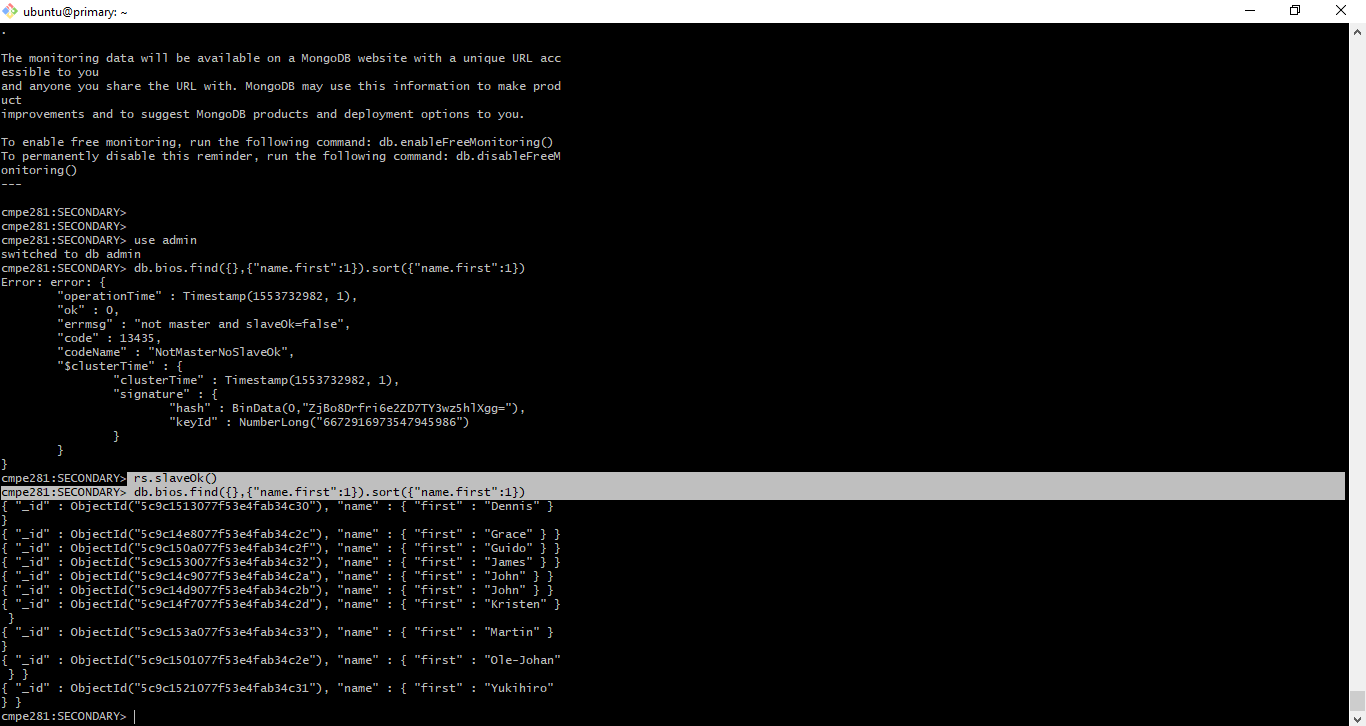 ubuntu@primary: ~
.
The monitoring data will be available on a MongoDB website with a unique URL acc
essible to you
and anyone you share the URL with. MongoDB may use this information to make prod
uct
improvements and to suggest MongoDB products and deployment options to you.
To enable free monitoring, run the following command: db.enableFreeMonitoring()
To permanently disable this reminder, run the following command: db.disableFreeM
onitoring()
---
cmpe281:SECONDARY>
cmpe281:SECONDARY>
cmpe281:SECONDARY> use admin
switched to db admin
cmpe281:SECONDARY> db.bios.find({},{"name.first":1}).sort({"name.first":1})
Error: error: {
"operationTime" : Timestamp(1553732982, 1),
"ok" : 0,
"errmsg" : "not master and slaveOk=false",
"code" : 13435,
"codeName" : "NotMasterNoSlaveOk",
"$clusterTime" : {
"clusterTime" : Timestamp(1553732982, 1),
"signature" : {
"hash" : BinData(0,"ZjBo8Drfri6e2ZD7TY3wz5hlXgg="),
"keyId" : NumberLong("6672916973547945986")
}
}
}
cmpe281:SECONDARY> rs.slaveOk()
cmpe281:SECONDARY> db.bios.find({},{"name.first":1}).sort({"name.first":1})
{ "_id" : ObjectId("5c9c1513077f53e4fab34c30"), "name" : { "first" : "Dennis" }
}
{ "_id" : ObjectId("5c9c14e8077f53e4fab34c2c"), "name" : { "first" : "Grace" } }
{ "_id" : ObjectId("5c9c150a077f53e4fab34c2f"), "name" : { "first" : "Guido" } }
{ "_id" : ObjectId("5c9c1530077f53e4fab34c32"), "name" : { "first" : "James" } }
{ "_id" : ObjectId("5c9c14c9077f53e4fab34c2a"), "name" : { "first" : "John" } }
{ "_id" : ObjectId("5c9c14d9077f53e4fab34c2b"), "name" : { "first" : "John" } }
{ "_id" : ObjectId("5c9c14f7077f53e4fab34c2d"), "name" : { "first" : "Kristen" }
}
{ "_id" : ObjectId("5c9c153a077f53e4fab34c33"), "name" : { "first" : "Martin" }
}
{ "_id" : ObjectId("5c9c1501077f53e4fab34c2e"), "name" : { "first" : "Ole-Johan"
} }
{ "_id" : ObjectId("5c9c1521077f53e4fab34c31"), "name" : { "first" : "Yukihiro"
} }
cmpe281:SECONDARY>